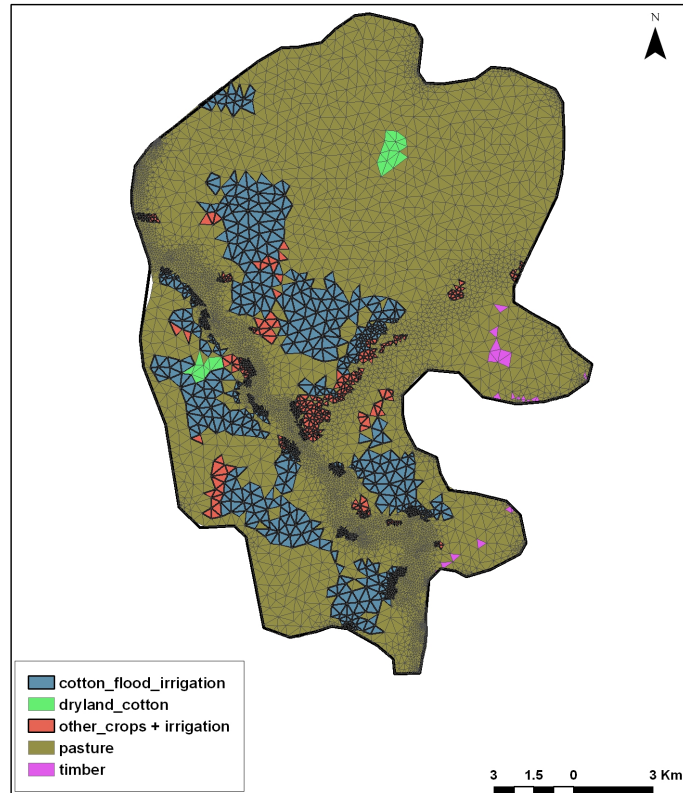 N
cotton_flood_irrigation
dryland_cotton
other_crops + irrigation
pasture
timber
3 1.5 0 3 Km